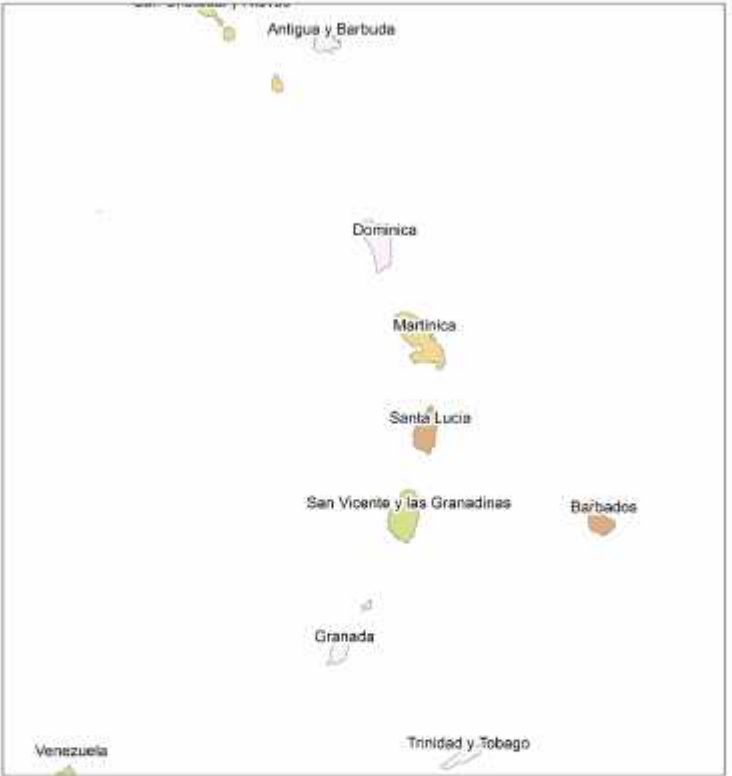 Antigua y Barbuda
Dominica
Martinica
Santa Lucia
San Vicente y las Granadinas
Barbados
Granada
Trinidad y Tobago
Venezuela